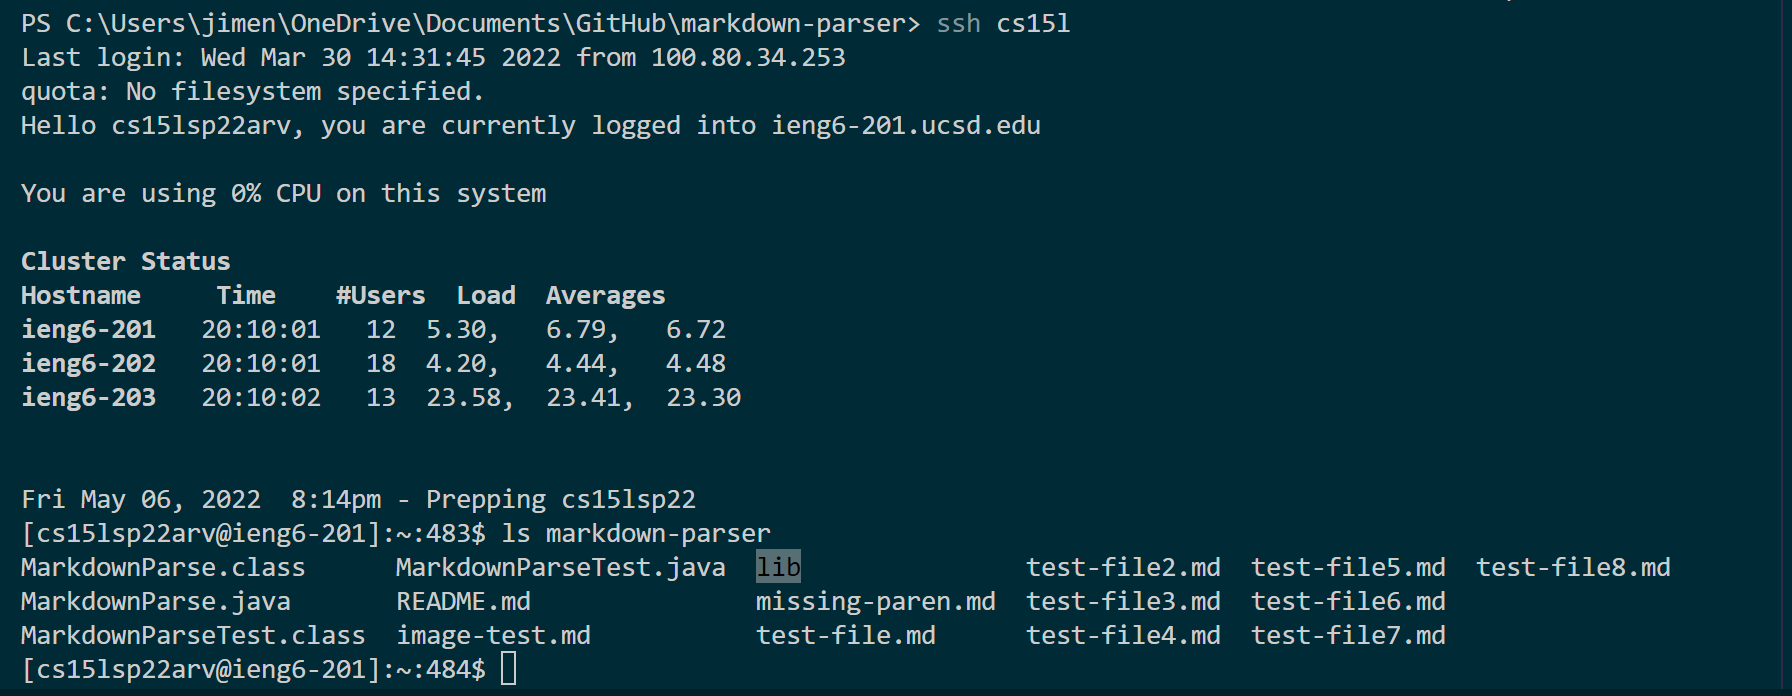 PS C:\Users\jimen\OneDrive\Documents\GitHub\markdown-parser> ssh cs15l
Last login: Wed Mar 30 14:31:45 2022 from 100.80.34.253
quota: No filesystem specified.
Hello cs15lsp22arv, you are currently logged into ieng6-201.ucsd.edu
You are using 0% CPU on this system
Cluster Status
Hostname     Time    #Users  Load  Averages
ieng6-201   20:10:01   12  5.30,   6.79,   6.72
ieng6-202   20:10:01   18  4.20,   4.44,   4.48
ieng6-203   20:10:02   13  23.58,  23.41,  23.30
Fri May 06, 2022  8:14pm - Prepping cs15lsp22
[cs15lsp22arv@ieng6-201]:~:483$ ls markdown-parser
MarkdownParse.class      MarkdownParseTest.java  lib               test-file2.md  test-file5.md  test-file8.md
MarkdownParse.java       README.md               missing-paren.md  test-file3.md  test-file6.md
MarkdownParseTest.class  image-test.md           test-file.md      test-file4.md  test-file7.md
[cs15lsp22arv@ieng6-201]:~:484$